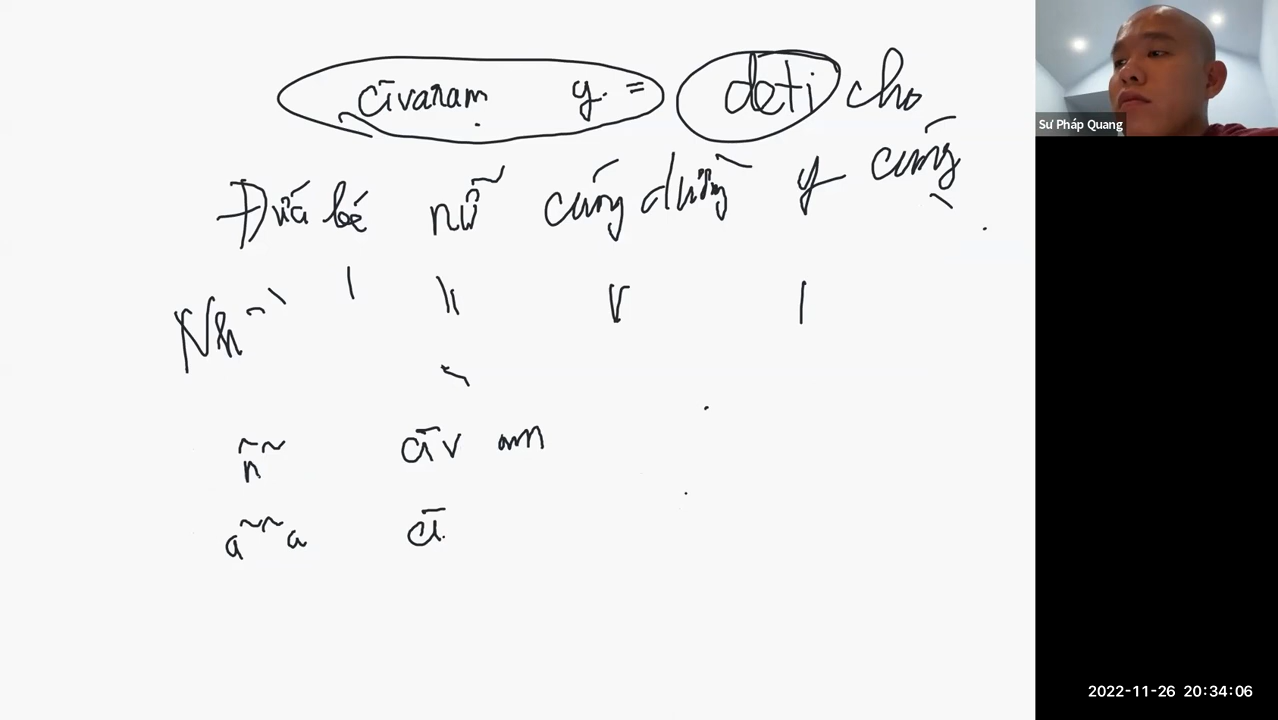 cīvaraṃ y = deti cho
Đứa bé nữ cúng dường y cúng
Nh
ñ cīv am
a a cī
Sư Pháp Quang
2022-11-26 20:34:06